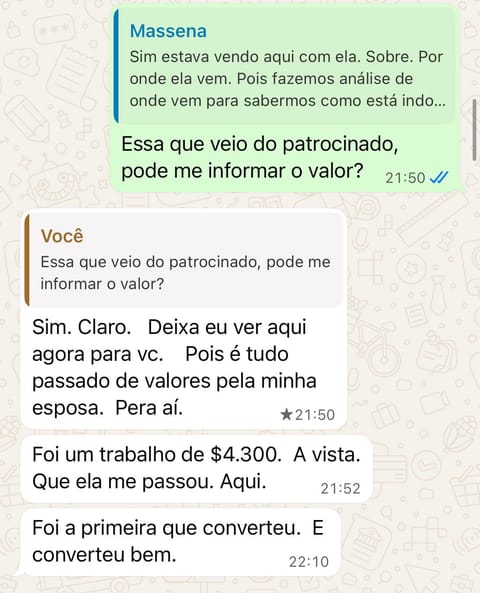 Massena
Sim estava vendo aqui com ela. Sobre. Por
onde ela vem. Pois fazemos análise de
onde vem para sabermos como está indo...
Essa que veio do patrocinado,
pode me informar o valor?
21:50
Você
Essa que veio do patrocinado, pode me
informar o valor?
Sim. Claro. Deixa eu ver aqui
agora para vc. Pois é tudo
passado de valores pela minha
esposa. Pera aí.
★21:50
Foi um trabalho de $4.300. A vista.
Que ela me passou. Aqui.
21:52
Foi a primeira que converteu. E
converteu bem.
22:10